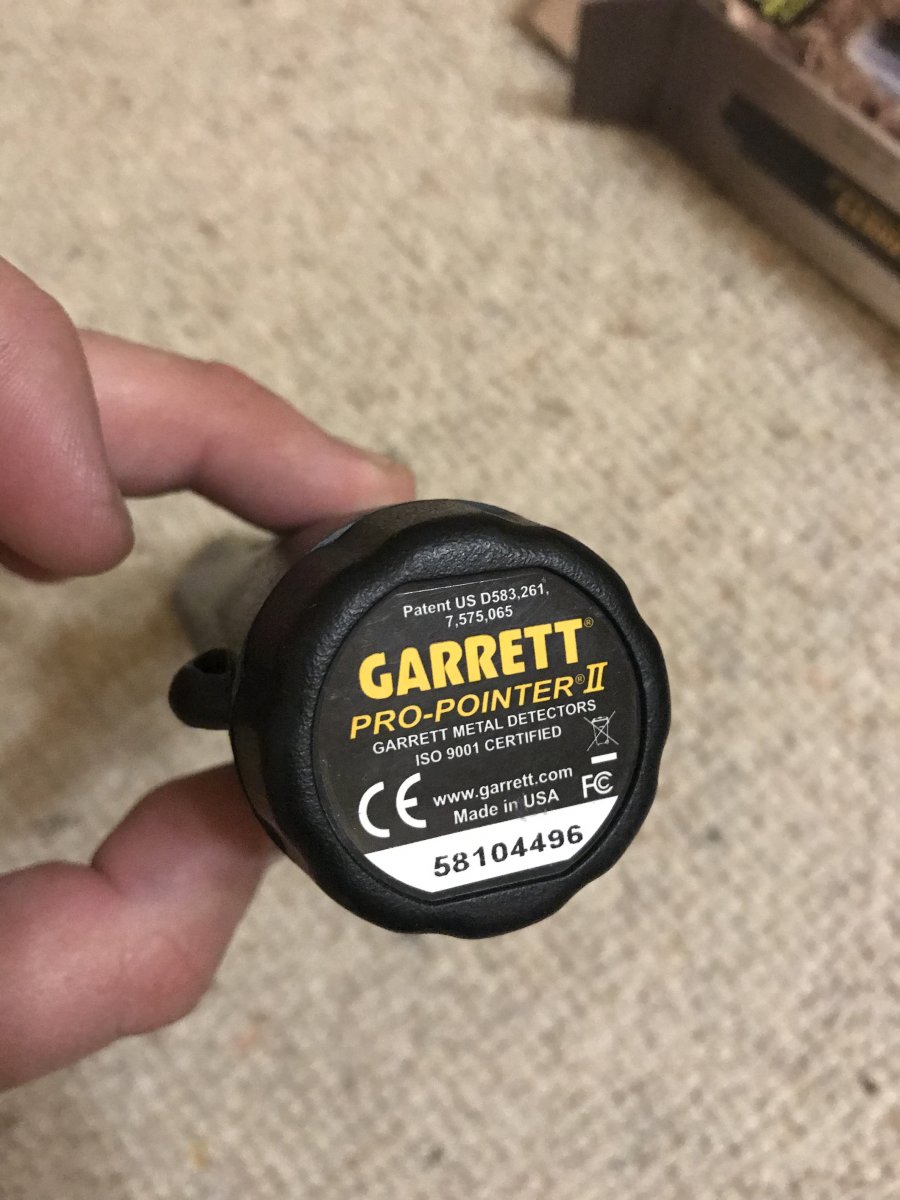 Patent US D583,261,
7,575,065
GARRETT®
PRO-POINTER® II
GARRETT METAL DETECTORS
ISO 9001 CERTIFIED
CE www.garrett.com FC
Made in USA
58104496